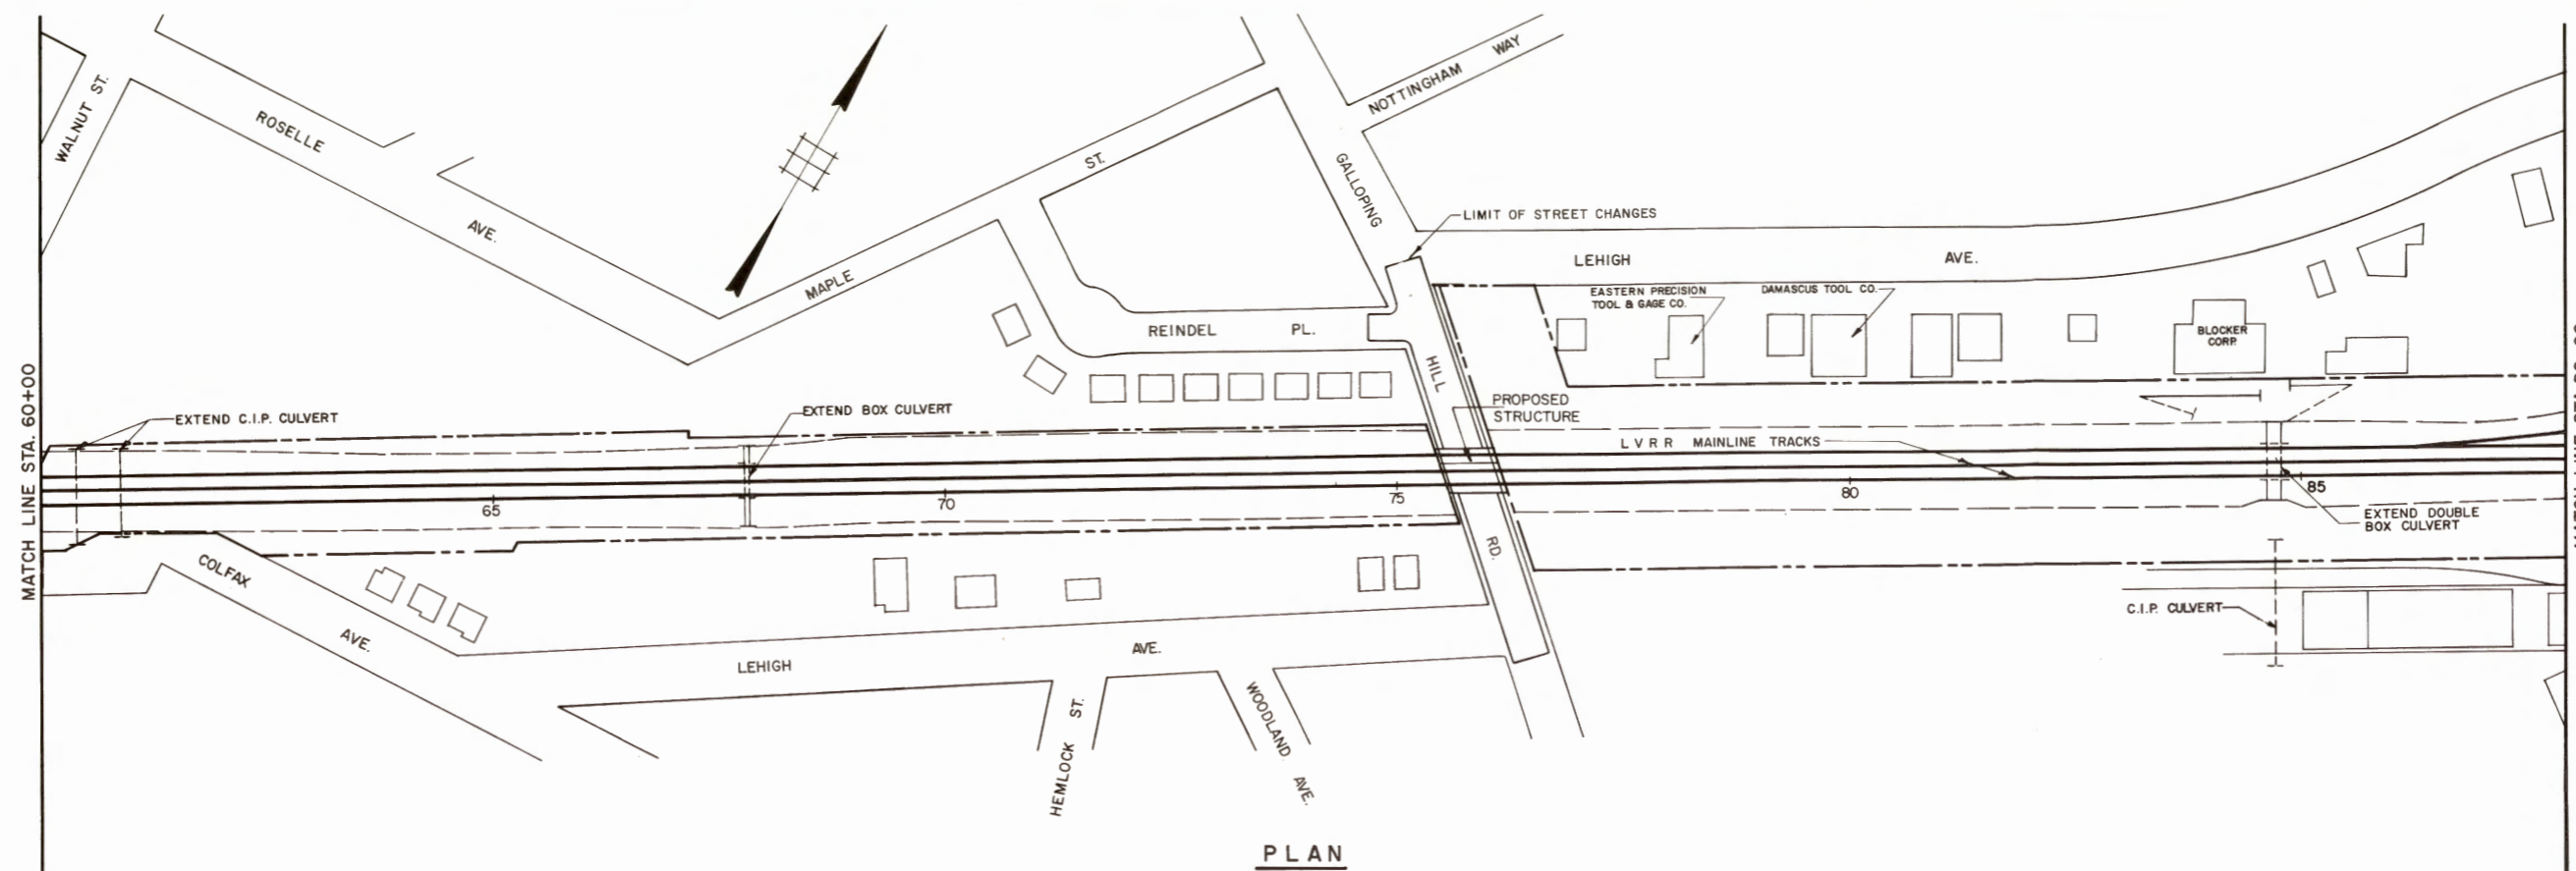 WALNUT ST.
ROSELLE
AVE.
MAPLE
ST.
NOTTINGHAM WAY
GALLOPING
HILL
RD.
LIMIT OF STREET CHANGES
LEHIGH
AVE.
REINDEL PL.
EASTERN PRECISION
TOOL & GAGE CO.
DAMASCUS TOOL CO.
BLOCKER
CORP.
MATCH LINE STA. 60+00
EXTEND C.I.P. CULVERT
EXTEND BOX CULVERT
PROPOSED
STRUCTURE
L V R R MAINLINE TRACKS
65
70
75
80
85
EXTEND DOUBLE
BOX CULVERT
C.I.P. CULVERT
COLFAX
AVE.
LEHIGH
AVE.
HEMLOCK ST.
WOODLAND AVE.
PLAN